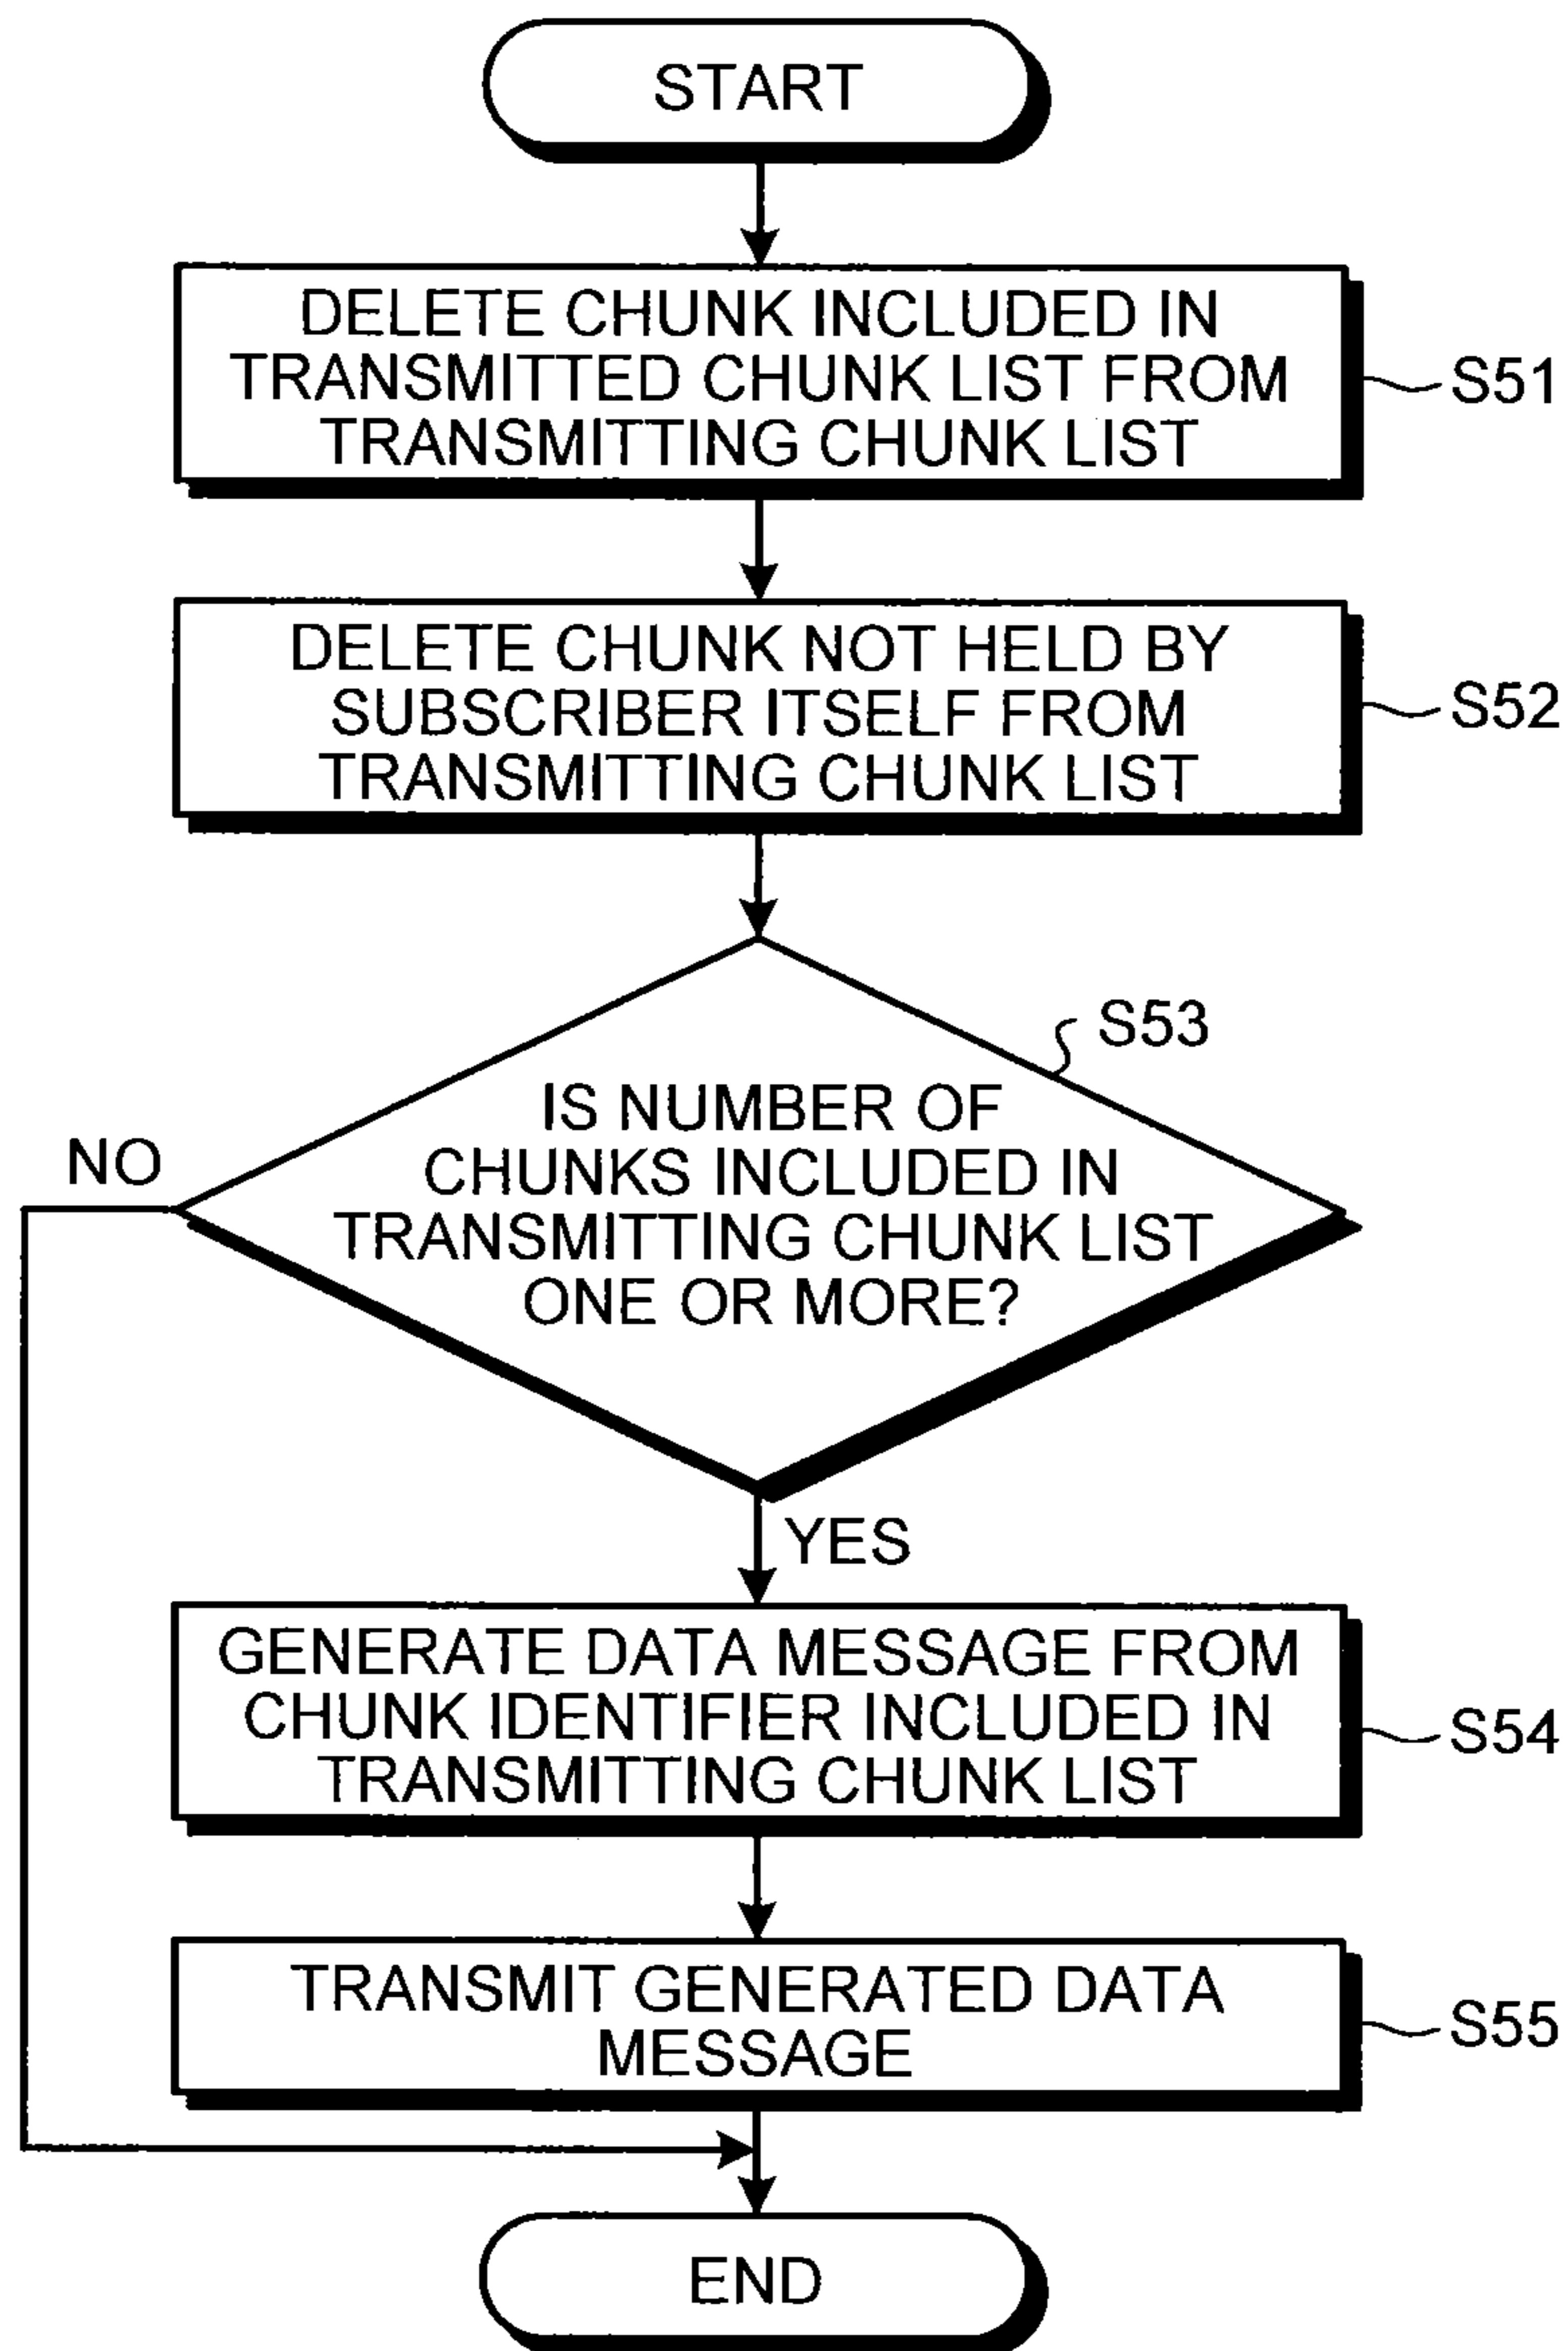 START
DELETE CHUNK INCLUDED IN
TRANSMITTED CHUNK LIST FROM
TRANSMITTING CHUNK LIST
S51
DELETE CHUNK NOT HELD BY
SUBSCRIBER ITSELF FROM
TRANSMITTING CHUNK LIST
S52
S53
IS NUMBER OF
CHUNKS INCLUDED IN
TRANSMITTING CHUNK LIST
ONE OR MORE?
NO
YES
GENERATE DATA MESSAGE FROM
CHUNK IDENTIFIER INCLUDED IN
TRANSMITTING CHUNK LIST
S54
TRANSMIT GENERATED DATA
MESSAGE
S55
END